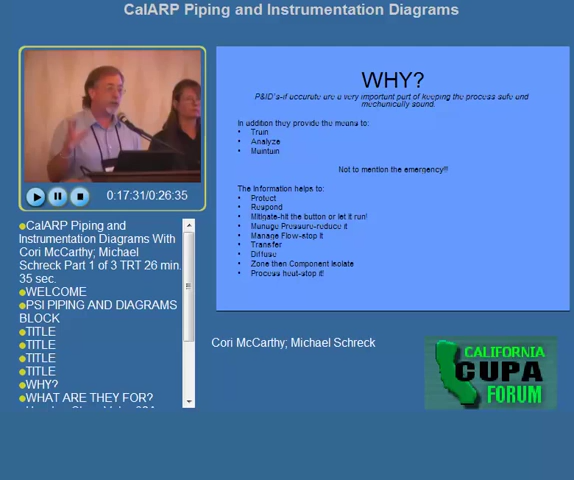 CalARP Piping and Instrumentation Diagrams
0:17:31/0:26:35
CalARP Piping and
Instrumentation Diagrams With
Cori McCarthy; Michael
Schreck Part 1 of 3 TRT 26 min.
35 sec.
WELCOME
PSI PIPING AND DIAGRAMS
BLOCK
TITLE
TITLE
TITLE
TITLE
WHY?
WHAT ARE THEY FOR?
WHY?
P&ID's-if accurate are a very important part of keeping the process safe and
mechanically sound.
In addition they provide the means to:
• Train
• Analyze
• Maintain
Not to mention the emergency!!!
The Information helps to:
• Protect
• Respond
• Mitigate-hit the button or let it run!
• Manage Pressure-reduce it
• Manage Flow-stop it
• Transfer
• Diffuse
• Zone then Component isolate
• Process heat-stop it!
Cori McCarthy; Michael Schreck
CALIFORNIA
CUPA
FORUM